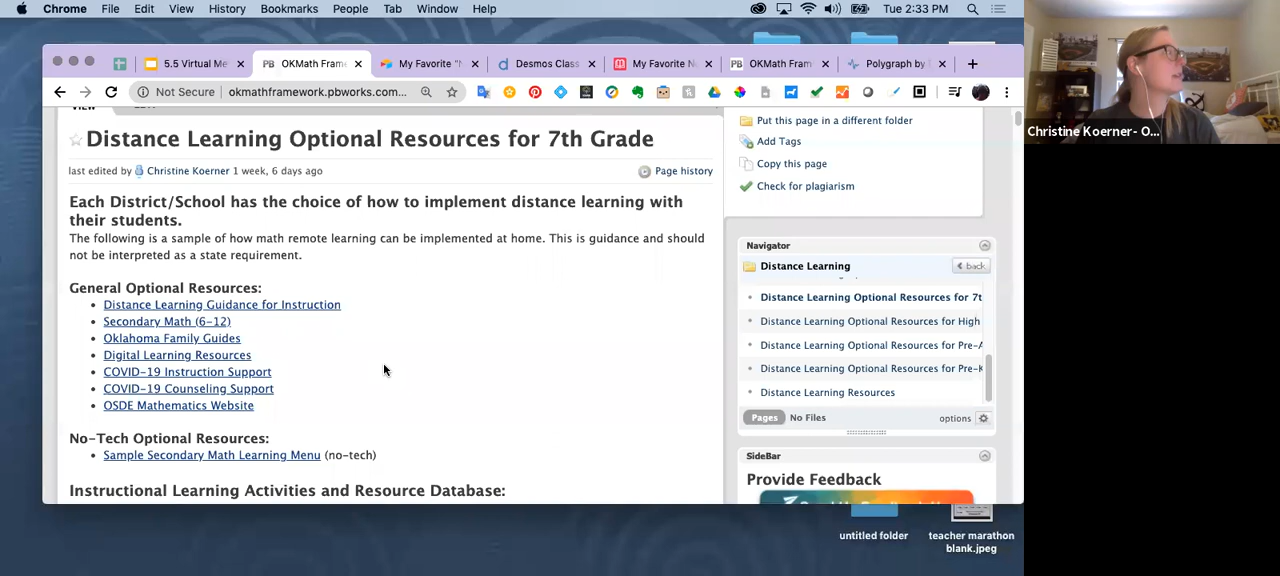 Chrome File Edit View History Bookmarks People Tab Window Help Tue 2:33 PM
5.5 Virtual Me PB OKMath Fram My Favorite "N Desmos Class My Favorite N PB OKMath Fram Polygraph by
Not Secure okmathframework.pbworks.com...
Christine Koerner- O...
Distance Learning Optional Resources for 7th Grade
last edited by Christine Koerner 1 week, 6 days ago Page history
Each District/School has the choice of how to implement distance learning with
their students.
The following is a sample of how math remote learning can be implemented at home. This is guidance and should
not be interpreted as a state requirement.
General Optional Resources:
• Distance Learning Guidance for Instruction
• Secondary Math (6-12)
• Oklahoma Family Guides
• Digital Learning Resources
• COVID-19 Instruction Support
• COVID-19 Counseling Support
• OSDE Mathematics Website
No-Tech Optional Resources:
• Sample Secondary Math Learning Menu (no-tech)
Instructional Learning Activities and Resource Database:
Put this page in a different folder
Add Tags
Copy this page
Check for plagiarism
Navigator
Distance Learning back
• Distance Learning Optional Resources for 7t
• Distance Learning Optional Resources for High
• Distance Learning Optional Resources for Pre-A
• Distance Learning Optional Resources for Pre-K
• Distance Learning Resources
Pages No Files options
SideBar
Provide Feedback
untitled folder
teacher marathon
blank.jpeg